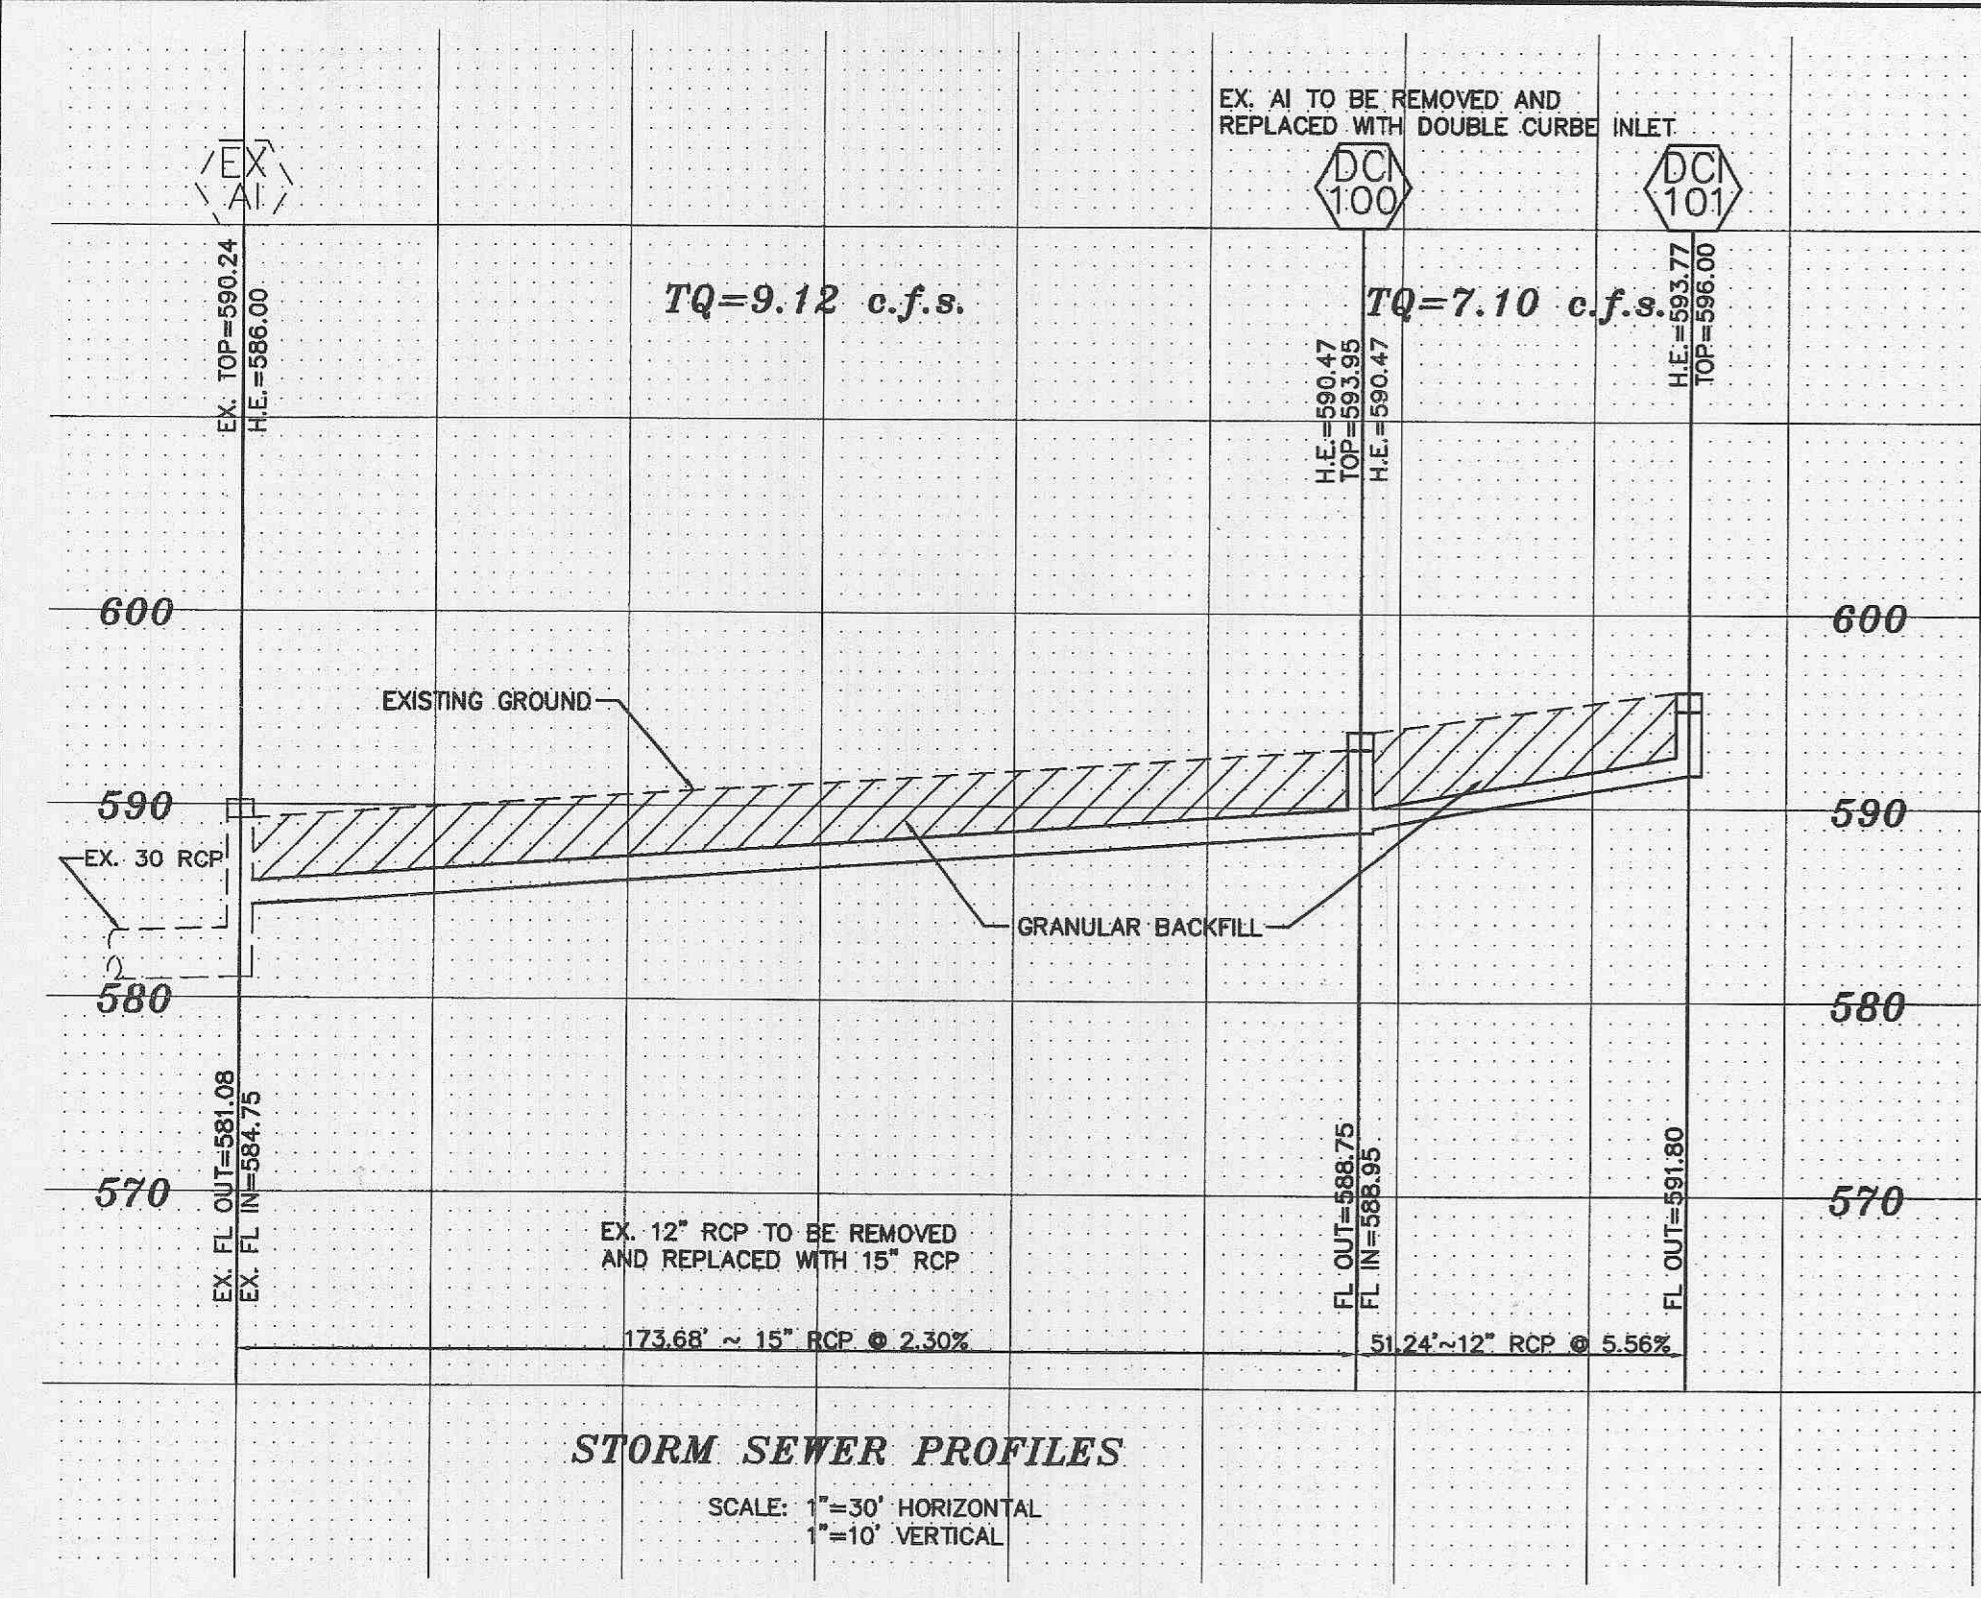 EX. AI TO BE REMOVED AND
REPLACED WITH DOUBLE CURBE INLET
EX
AI
DCI
100
DCI
101
EX. TOP=590.24
H.E.=586.00
TQ=9.12 c.f.s.
H.E.=590.47
TOP=593.95
H.E.=590.47
TQ=7.10 c.f.s.
H.E.=593.77
TOP=596.00
600
600
EXISTING GROUND
590
590
EX. 30 RCP
GRANULAR BACKFILL
580
580
EX. FL OUT=581.08
EX. FL IN=584.75
FL OUT=588.75
FL IN=588.95
FL OUT=591.80
570
570
EX. 12" RCP TO BE REMOVED
AND REPLACED WITH 15" RCP
173.68' ~ 15" RCP @ 2.30%
51.24'~12" RCP @ 5.56%
STORM SEWER PROFILES
SCALE: 1"=30' HORIZONTAL
1"=10' VERTICAL